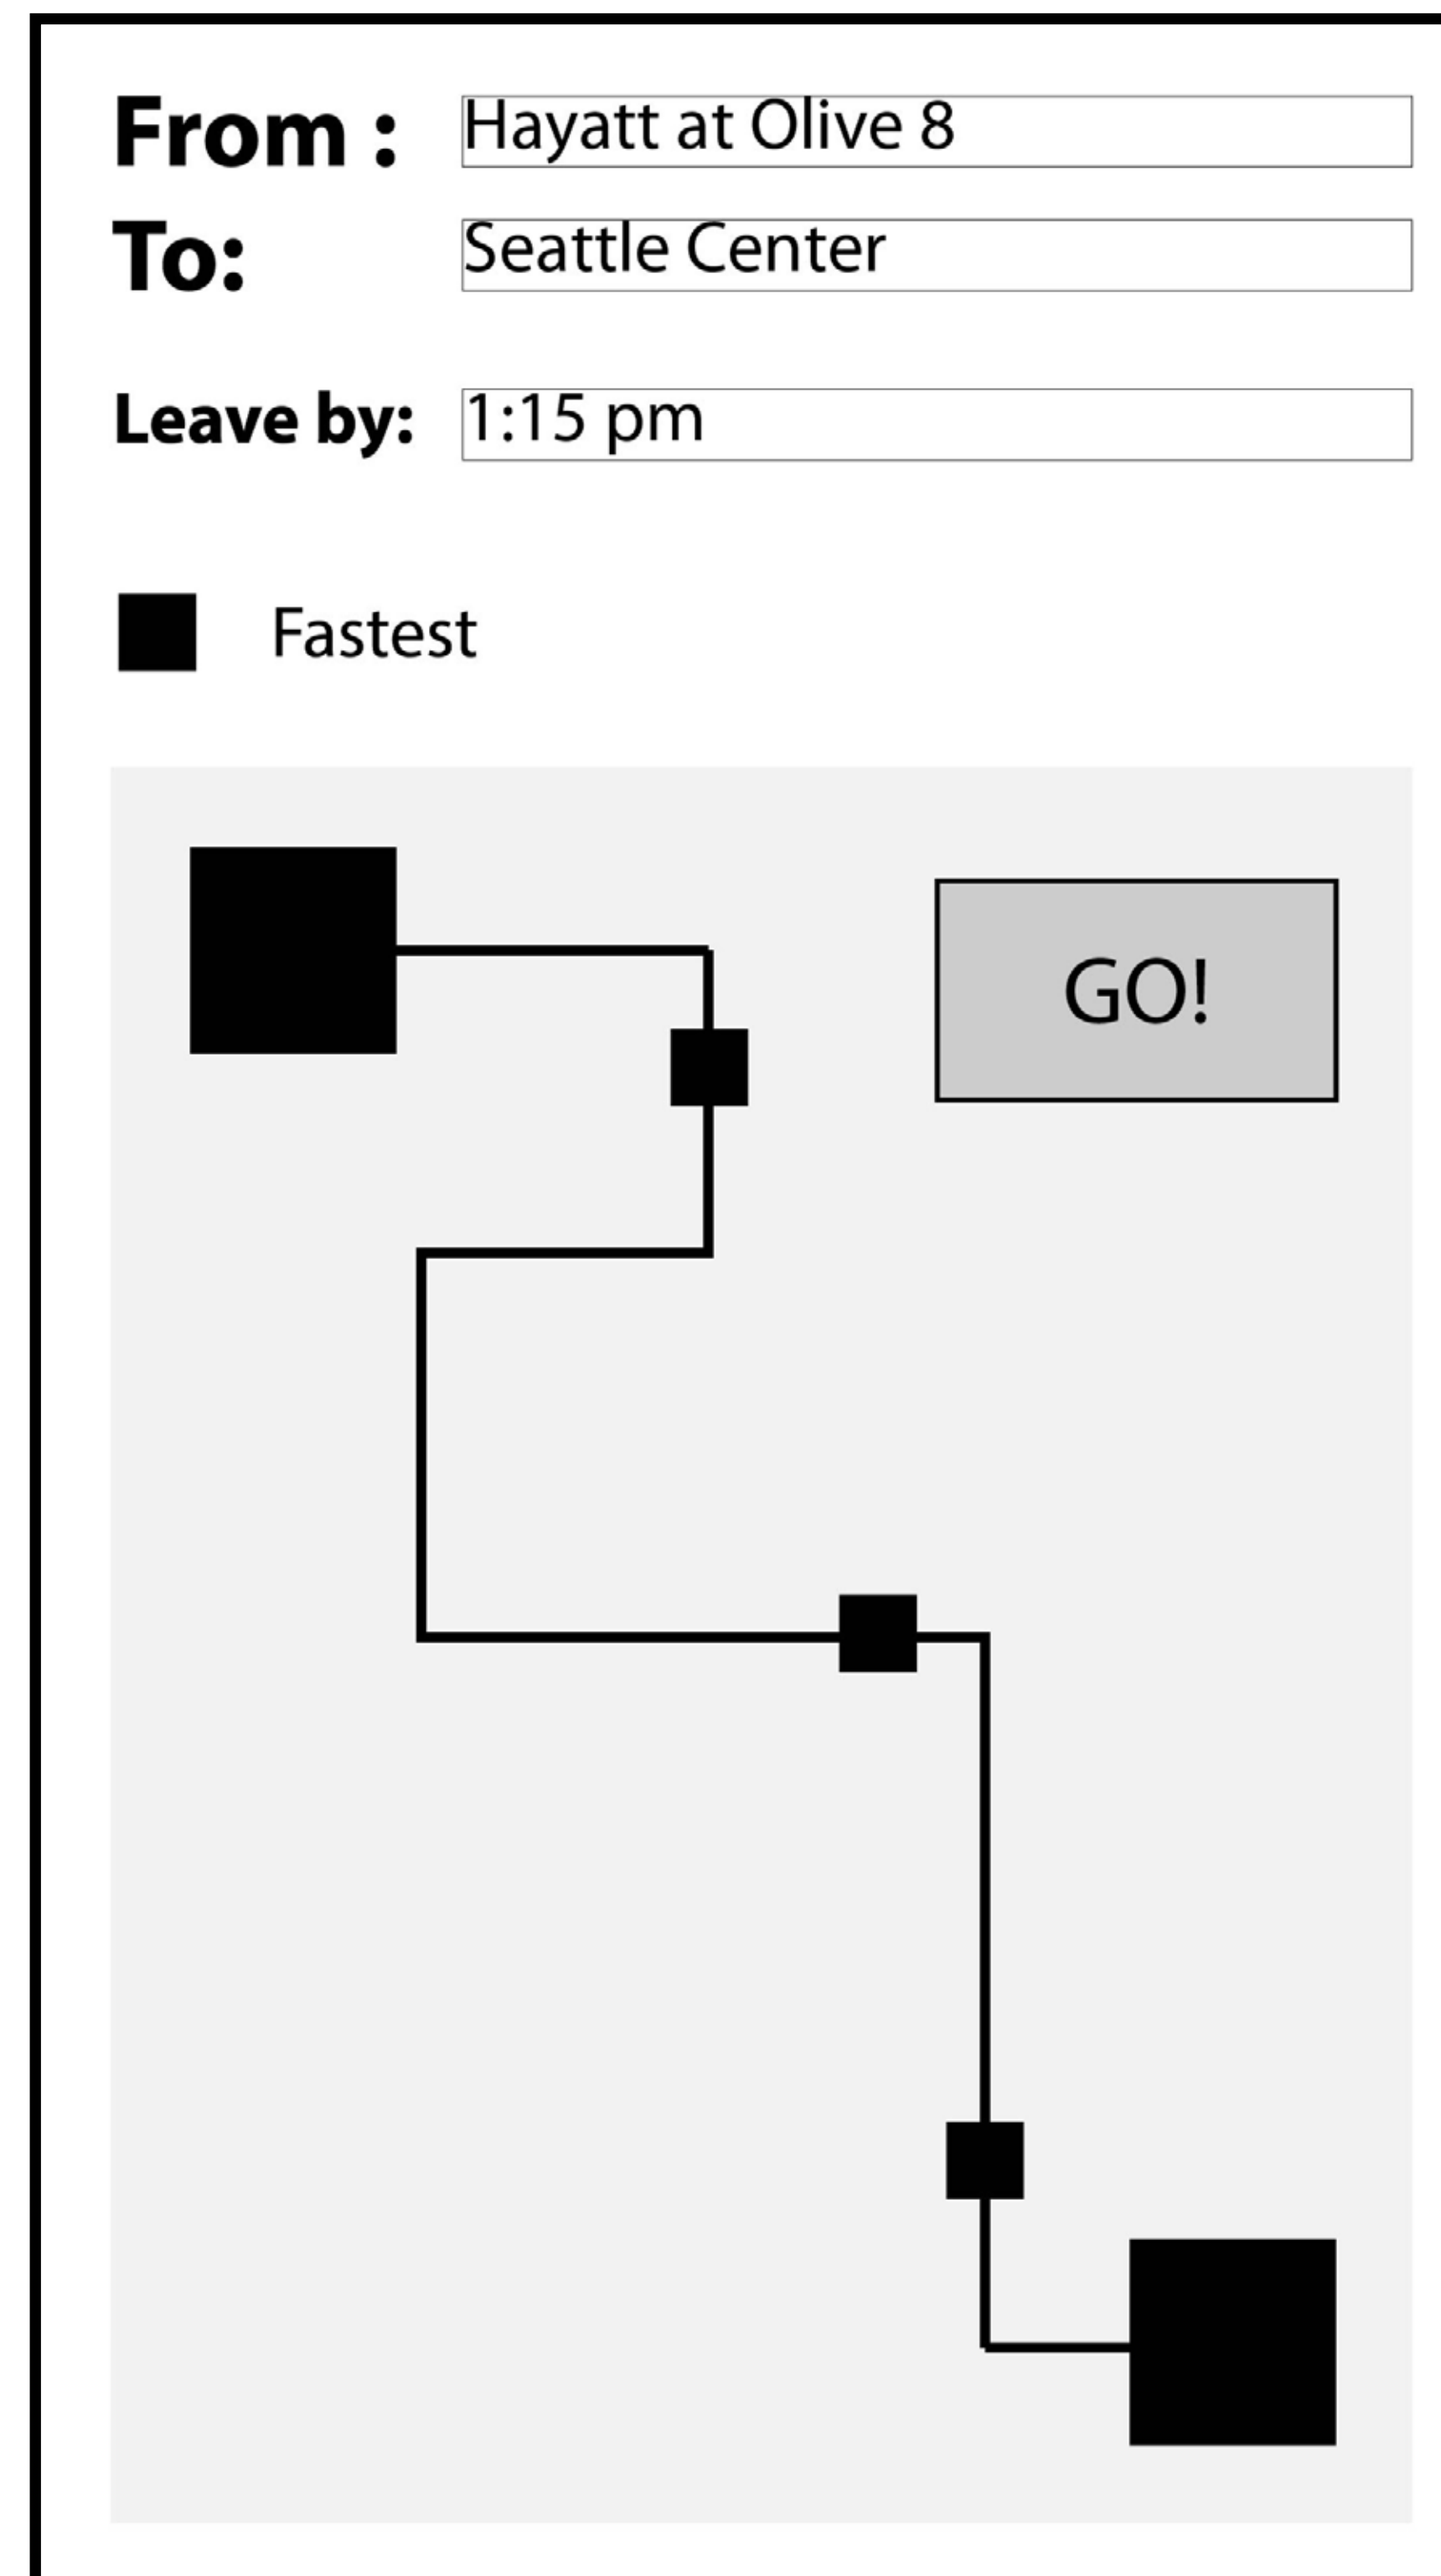 From : Hayatt at Olive 8
To: Seattle Center
Leave by: 1:15 pm
Fastest
GO!